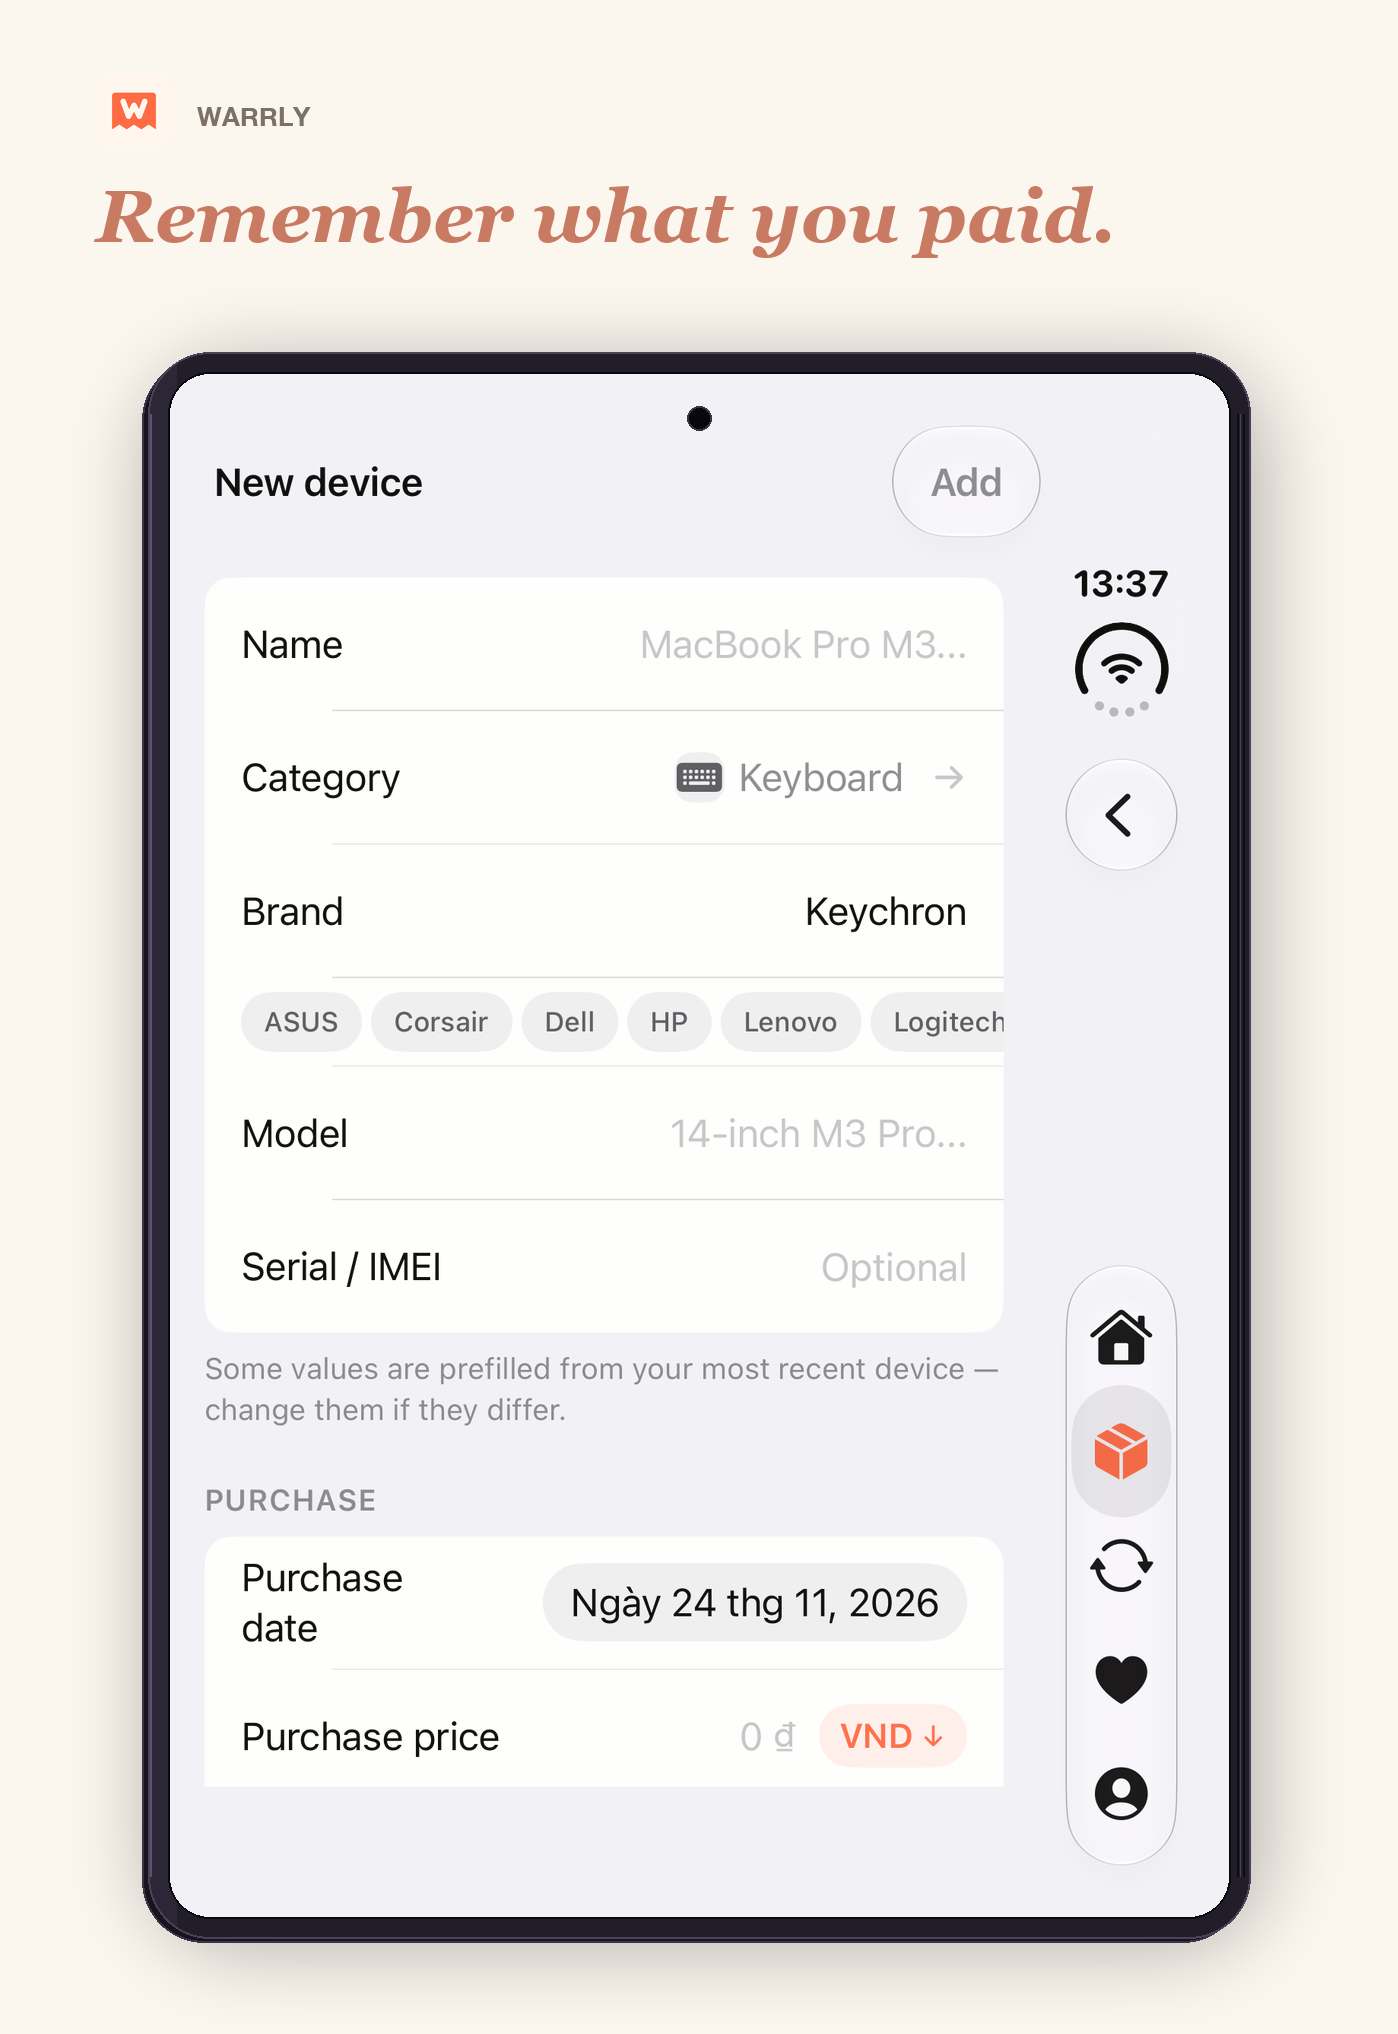 W
WARRLY
Remember what you paid.
New device
Add
13:37
Name
MacBook Pro M3...
Category
Keyboard
Brand
Keychron
ASUS
Corsair
Dell
HP
Lenovo
Logitech
Model
14-inch M3 Pro...
Serial / IMEI
Optional
Some values are prefilled from your most recent device —
change them if they differ.
PURCHASE
Purchase
date
Ngày 24 thg 11, 2026
Purchase price
0 ₫
VND